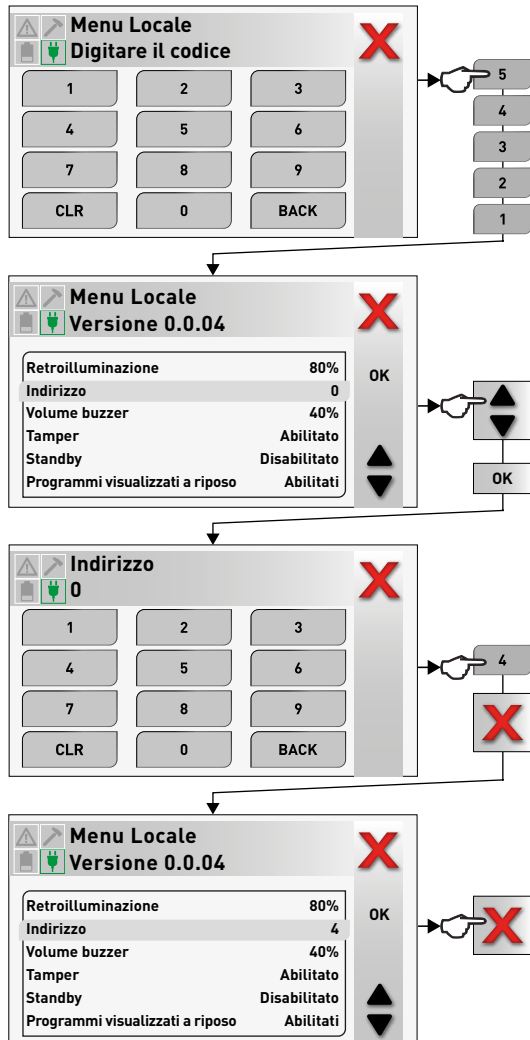 Menu Locale
Digitare il codice
1 2 3
4 5 6
7 8 9
CLR 0 BACK
5
4
3
2
1
Menu Locale
Versione 0.0.04
Retroilluminazione 80%
Indirizzo 0
Volume buzzer 40%
Tamper Abilitato
Standby Disabilitato
Programmi visualizzati a riposo Abilitati
OK
OK
Indirizzo
0
1 2 3
4 5 6
7 8 9
CLR 0 BACK
4
Menu Locale
Versione 0.0.04
Retroilluminazione 80%
Indirizzo 4
Volume buzzer 40%
Tamper Abilitato
Standby Disabilitato
Programmi visualizzati a riposo Abilitati
OK